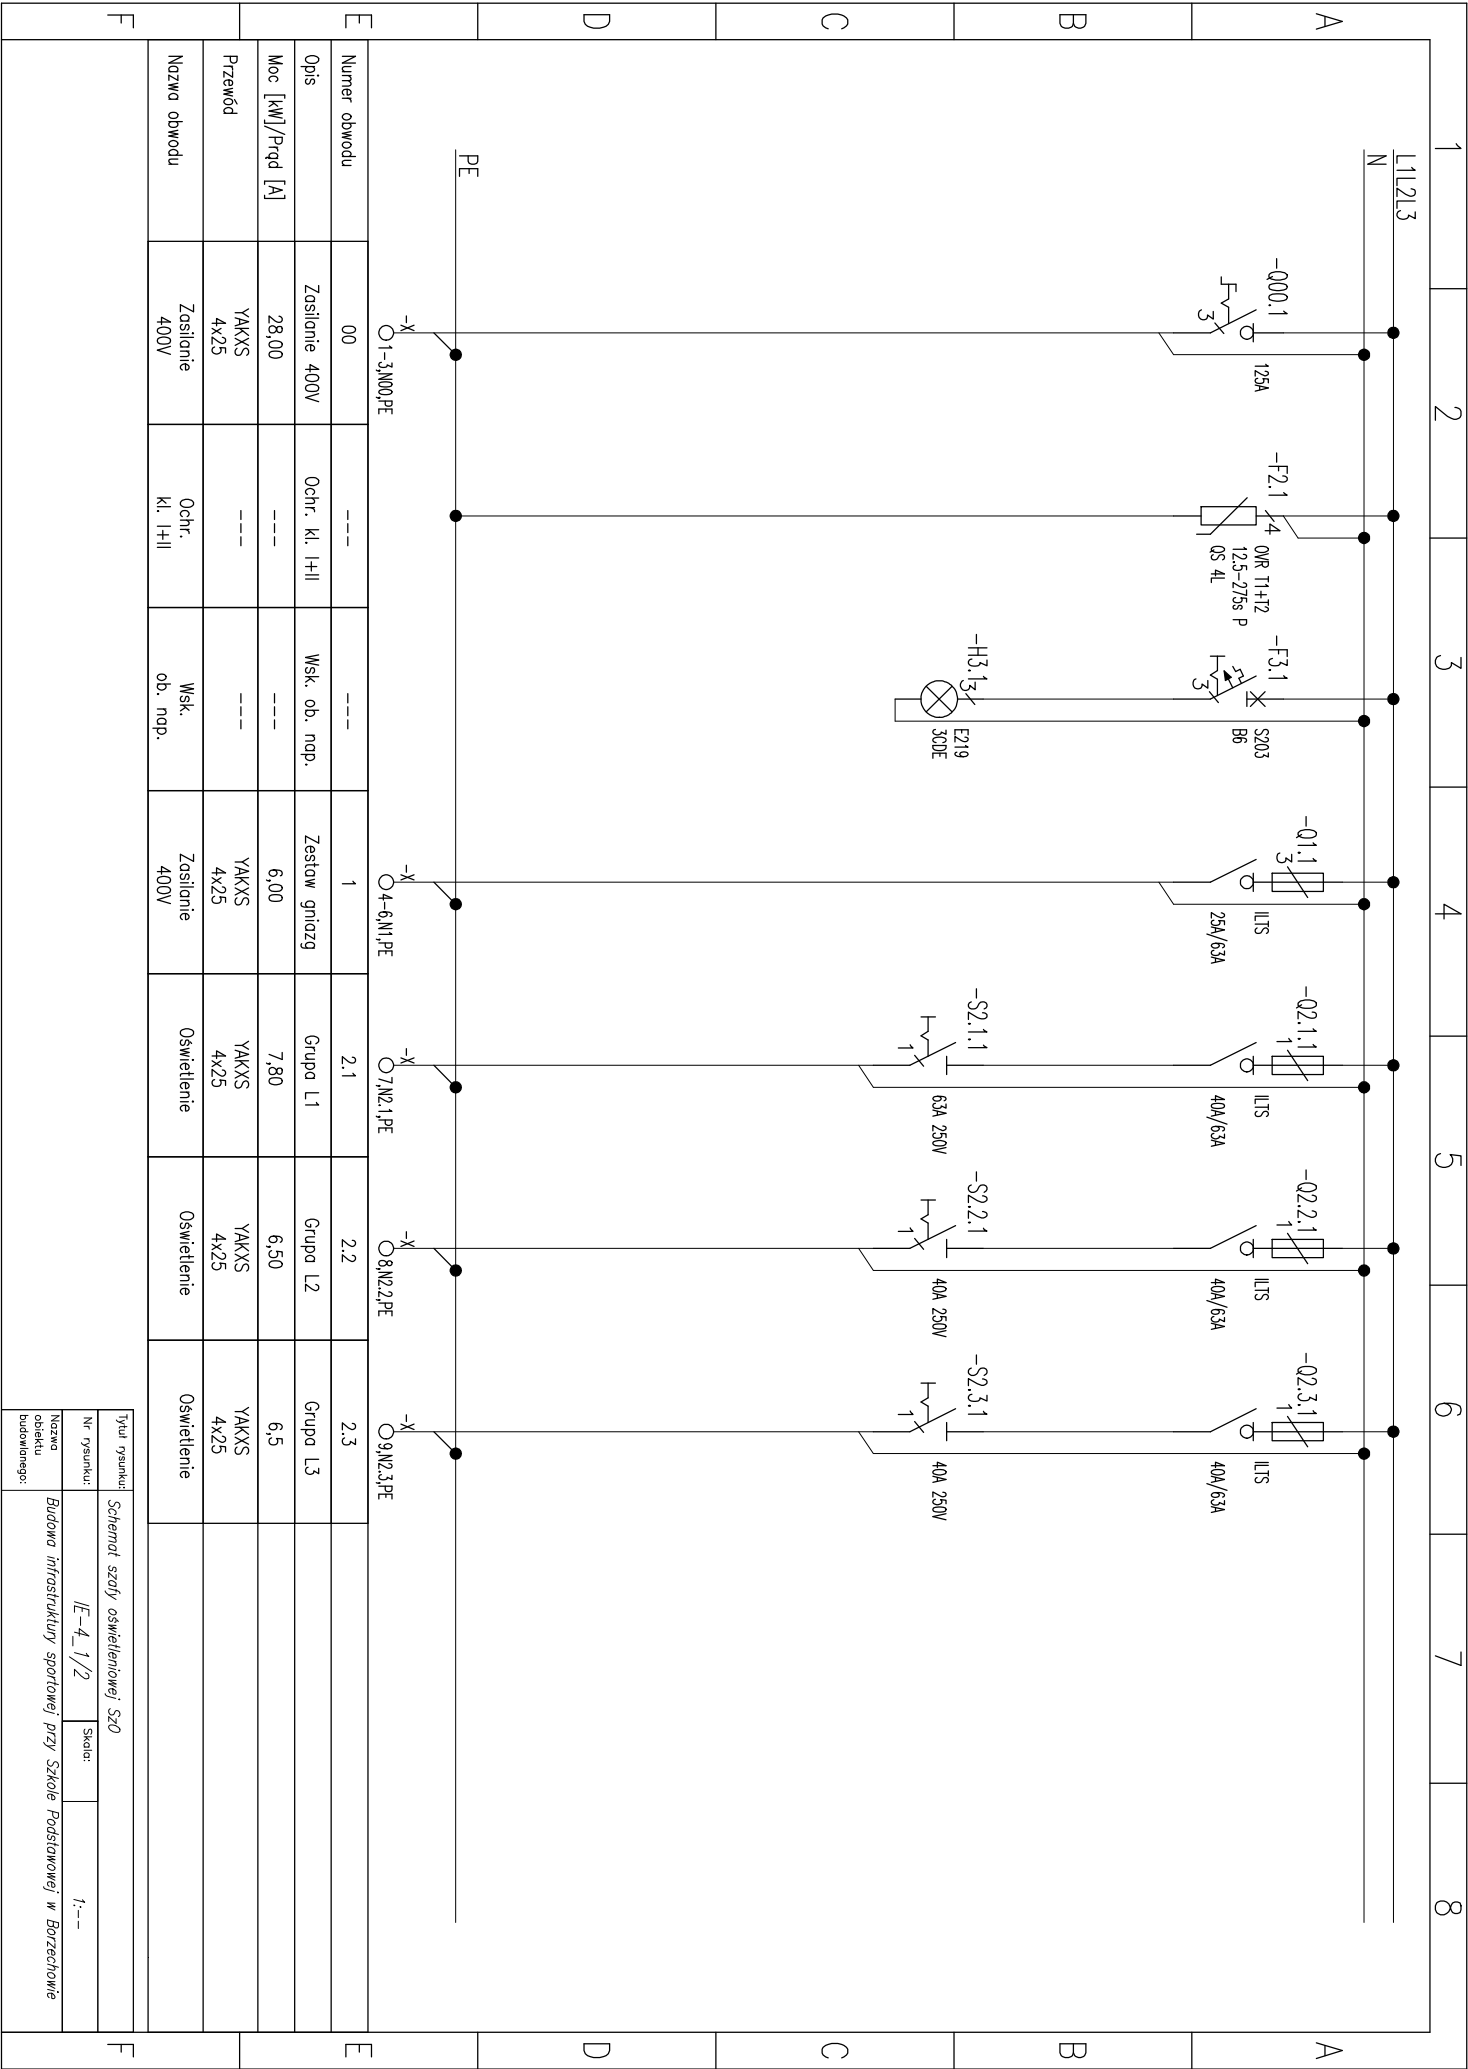 1 2 3 4 5 6 7 8
A A
B B
C C
D D
E E
F F
L1L2L3
N
-Q00.1
3
125A
-F2.1
4
OVR T1+T2
12.5-275s P
QS 4L
-F3.1
3
S203
B6
-H3.1
3
E219
3CDE
-Q1.1
3
ILTS
25A/63A
-Q2.1.1
1
ILTS
40A/63A
-S2.1.1
1
63A 250V
-Q2.2.1
1
ILTS
40A/63A
-S2.2.1
1
40A 250V
-Q2.3.1
1
ILTS
40A/63A
-S2.3.1
1
40A 250V
PE
-X
1-3,N00,PE
-X
4-6,N1,PE
-X
7,N2.1,PE
-X
8,N2.2,PE
-X
9,N2.3,PE
Numer obwodu 00 --- --- 1 2.1 2.2 2.3
Opis Zasilanie 400V Ochr. kl. I+II Wsk. ob. nap. Zestaw gniazg Grupa L1 Grupa L2 Grupa L3
Moc [kW]/Prąd [A] 28,00 --- --- 6,00 7,80 6,50 6,5
Przewód YAKXS 4x25 --- --- YAKXS 4x25 YAKXS 4x25 YAKXS 4x25 YAKXS 4x25
Nazwa obwodu Zasilanie 400V Ochr. kl. I+II Wsk. ob. nap. Zasilanie 400V Oświetlenie Oświetlenie Oświetlenie
Tytuł rysunku: Schemat szafy oświetleniowej SzO
Nr rysunku: IE-4_1/2 Skala: 1:--
Nazwa
obiektu
budowlanego:
Budowa infrastruktury sportowej przy Szkole Podstawowej w Borzechowie